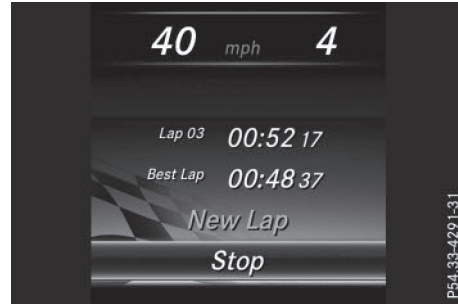 40 mph 4
Lap 03 00:52 17
Best Lap 00:48 37
New Lap
Stop
P54.33-4291-31